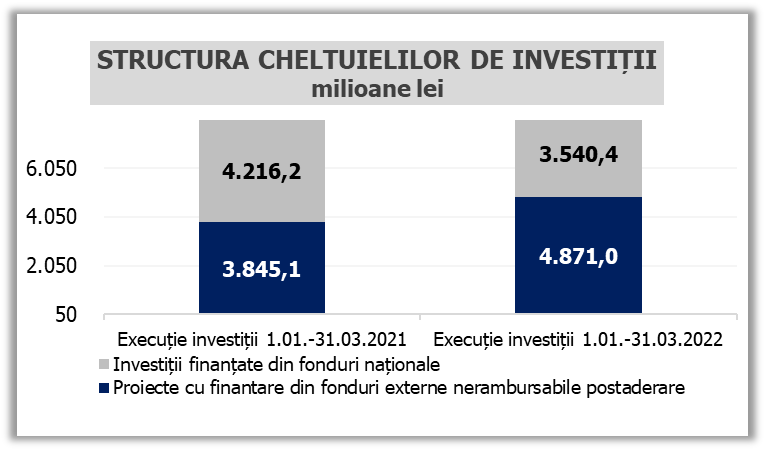 STRUCTURA CHELTUIELILOR DE INVESTIȚII
milioane lei
6.050
4.050
2.050
50
4.216,2
3.845,1
3.540,4
4.871,0
Execuție investiții 1.01.-31.03.2021
Execuție investiții 1.01.-31.03.2022
Investiții finanțate din fonduri naționale
Proiecte cu finantare din fonduri externe nerambursabile postaderare